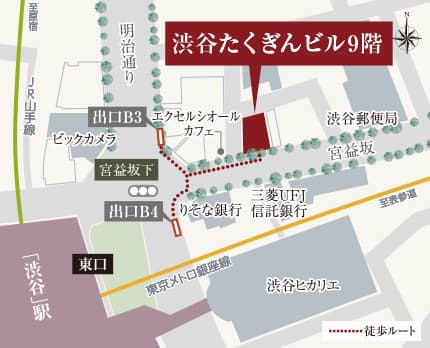 至原宿
JR山手線
明治通り
渋谷たくぎんビル9階
出口B3
エクセルシオール
カフェ
渋谷郵便局
ビックカメラ
宮益坂
宮益坂下
出口B4
りそな銀行
三菱UFJ
信託銀行
至表参道
東口
「渋谷」駅
東京メトロ銀座線
渋谷ヒカリエ
徒歩ルート